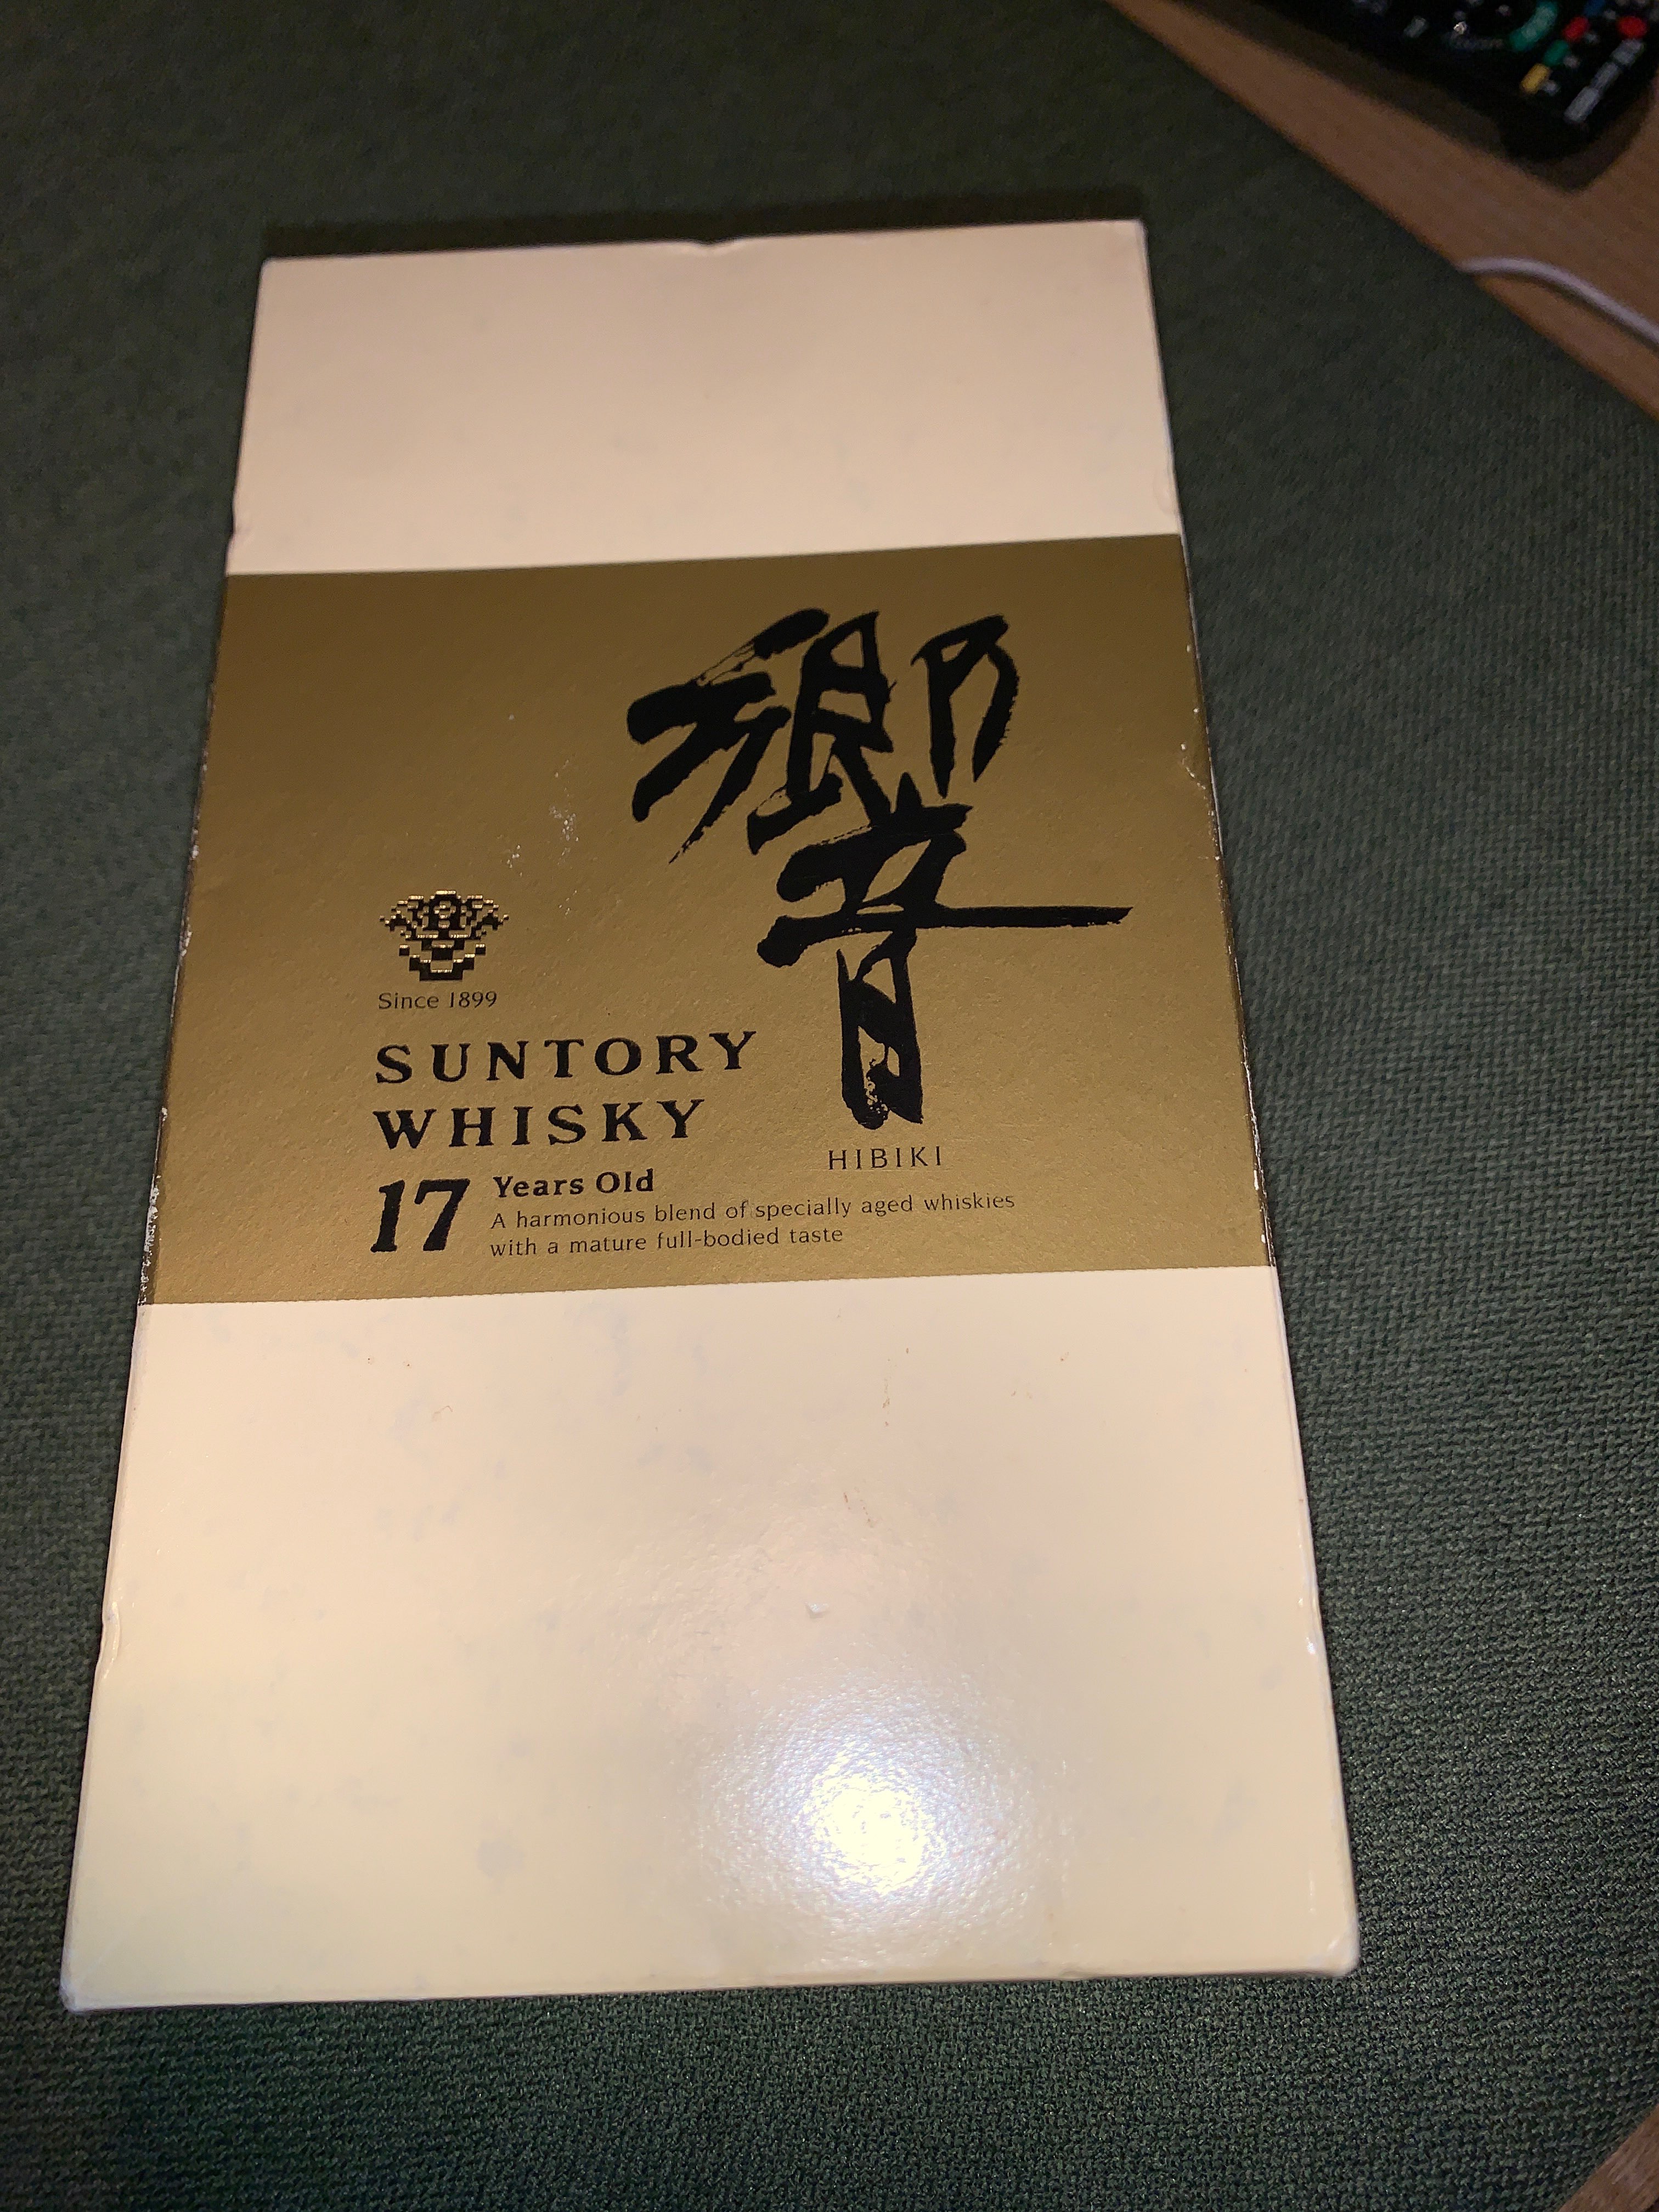 響
HIBIKI
Since 1899
SUNTORY
WHISKY
17 Years Old
A harmonious blend of specially aged whiskies
with a mature full-bodied taste